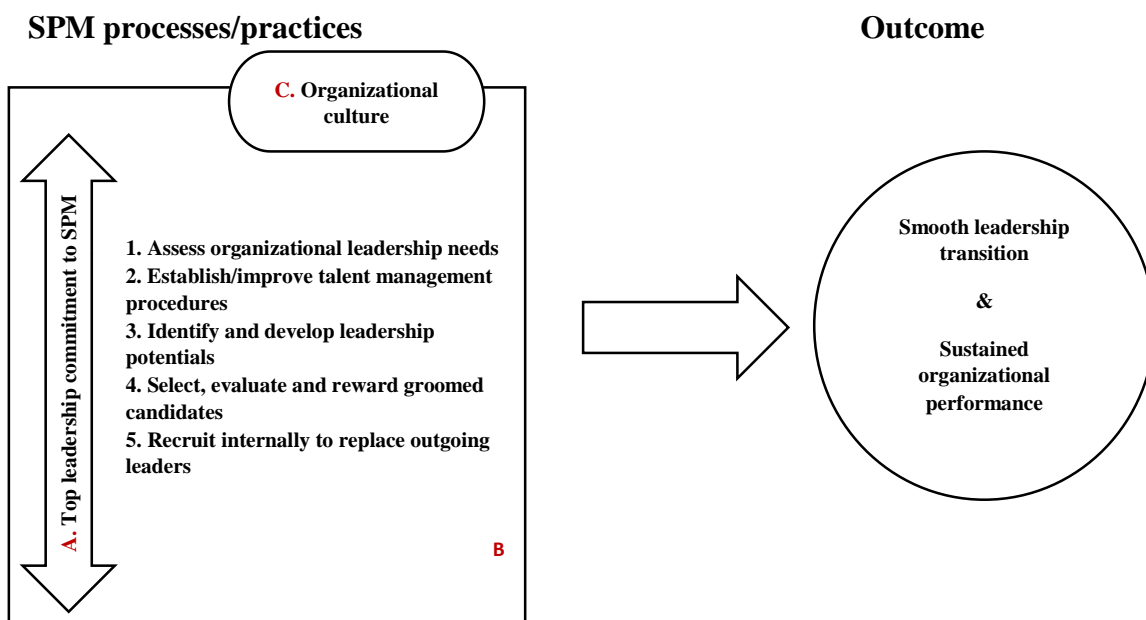 SPM processes/practices
Outcome
C. Organizational
culture
A. Top leadership commitment to SPM
1. Assess organizational leadership needs
2. Establish/improve talent management
procedures
3. Identify and develop leadership
potentials
4. Select, evaluate and reward groomed
candidates
5. Recruit internally to replace outgoing
leaders
B
Smooth leadership
transition
&
Sustained
organizational
performance